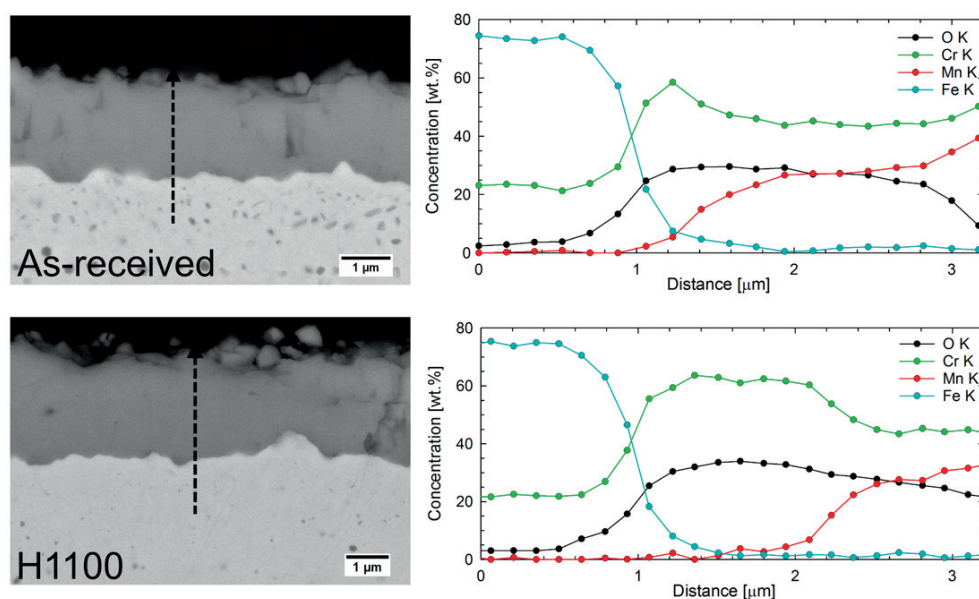 As-received
1 µm
80
60
40
20
0
Concentration [wt.%]
0
1
2
3
Distance [µm]
O K
Cr K
Mn K
Fe K
H1100
1 µm
80
60
40
20
0
Concentration [wt.%]
0
1
2
3
Distance [µm]
O K
Cr K
Mn K
Fe K